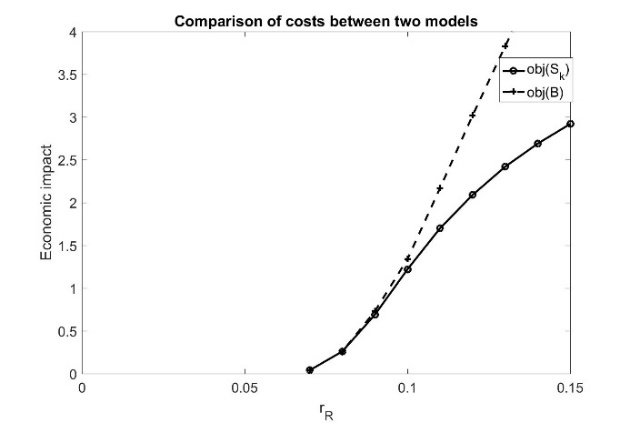 Comparison of costs between two models
4
3.5
3
2.5
2
1.5
1
0.5
0
Economic impact
obj(S_k)
obj(B)
0
0.05
0.1
0.15
r_R